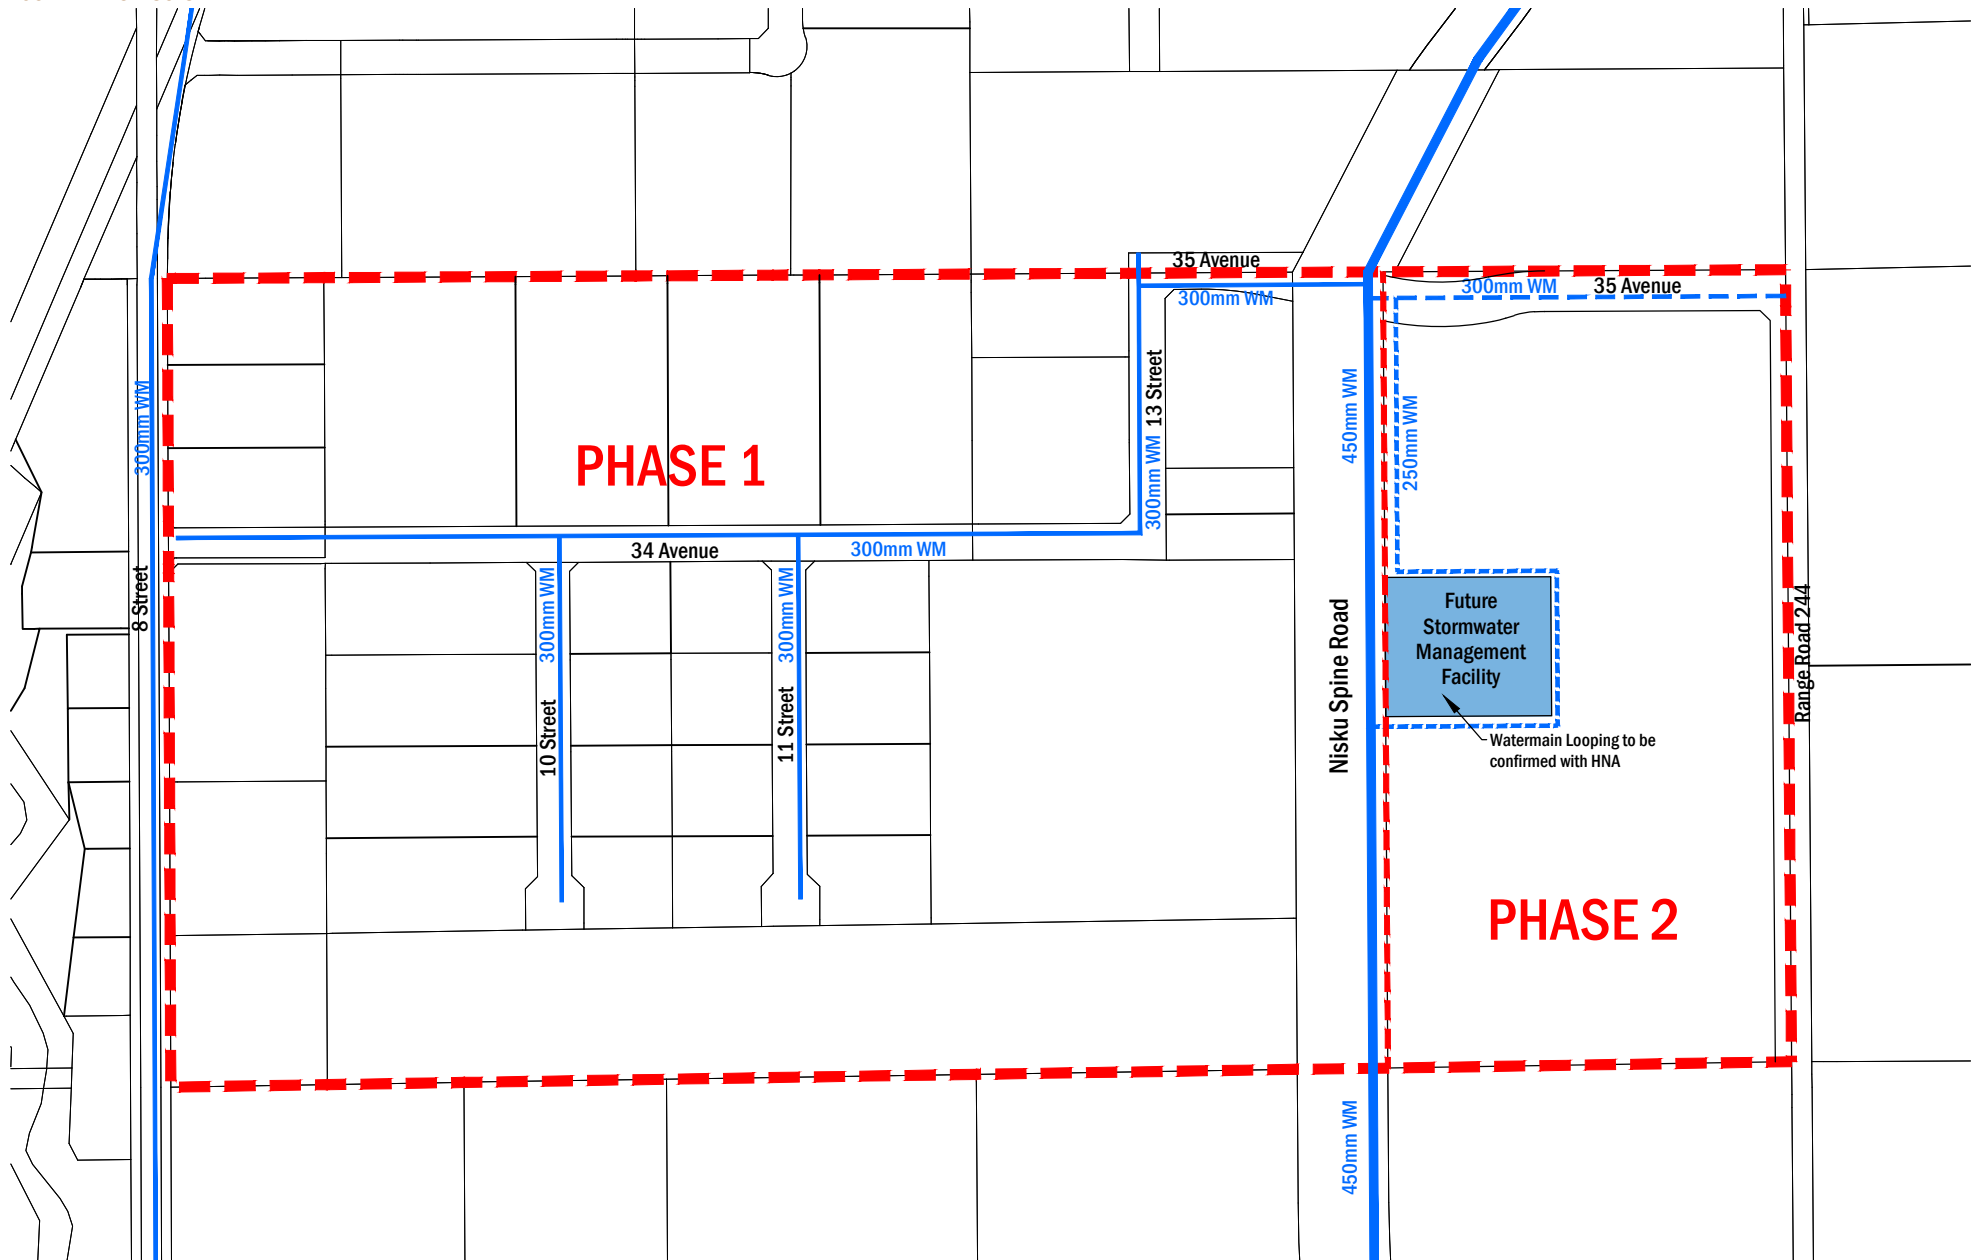 35 Avenue
300mm WM
300mm WM
35 Avenue
300mm WM
13 Street
300mm WM
450mm WM
250mm WM
PHASE 1
34 Avenue
300mm WM
8 Street
300mm WM
10 Street
300mm WM
11 Street
Nisku Spine Road
Future
Stormwater
Management
Facility
Range Road 244
Watermain Looping to be
confirmed with HNA
PHASE 2
450mm WM